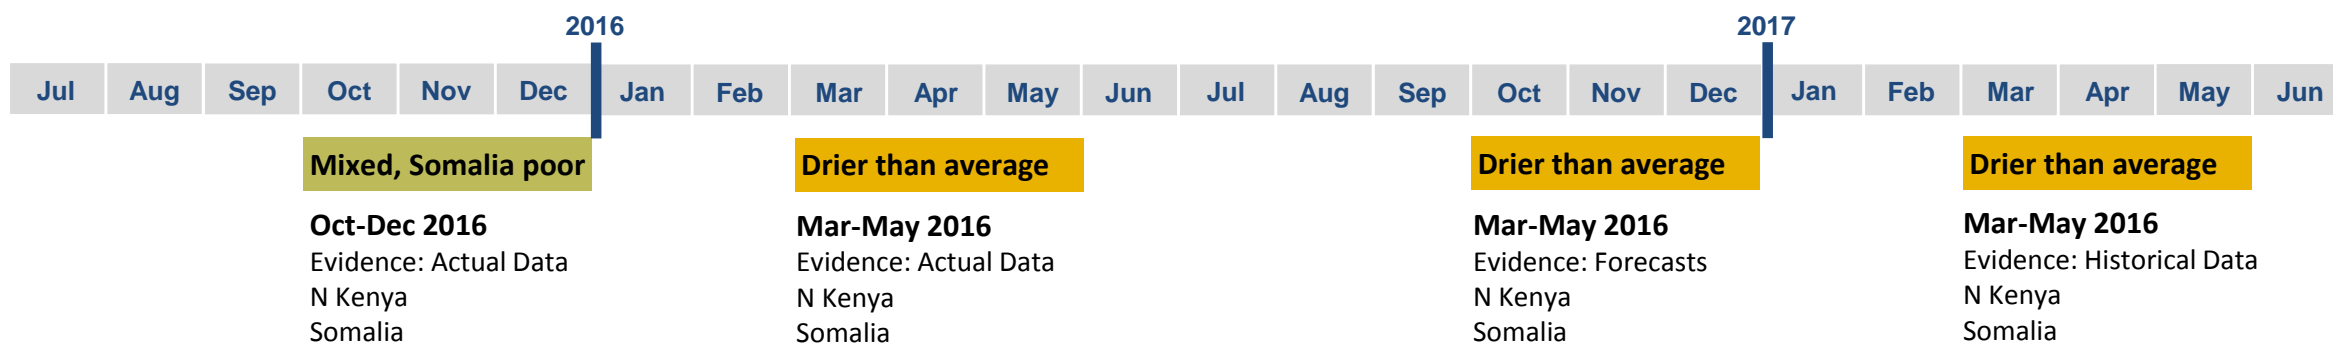 2016 2017
Jul Aug Sep Oct Nov Dec Jan Feb Mar Apr May Jun Jul Aug Sep Oct Nov Dec Jan Feb Mar Apr May Jun
Mixed, Somalia poor
Oct-Dec 2016
Evidence: Actual Data
N Kenya
Somalia
Drier than average
Mar-May 2016
Evidence: Actual Data
N Kenya
Somalia
Drier than average
Mar-May 2016
Evidence: Forecasts
N Kenya
Somalia
Drier than average
Mar-May 2016
Evidence: Historical Data
N Kenya
Somalia